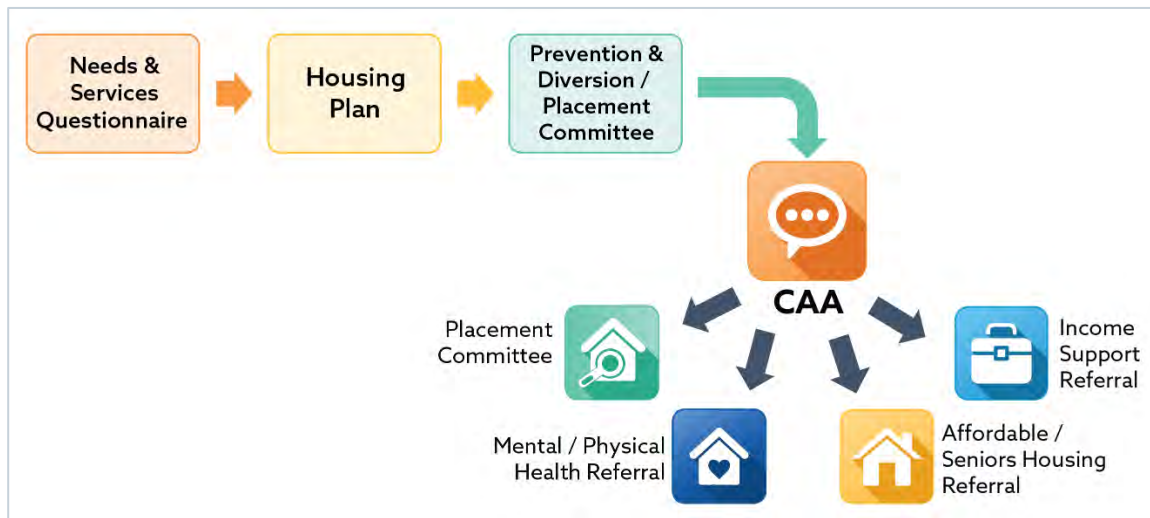 Needs &
Services
Questionnaire
Housing
Plan
Prevention &
Diversion /
Placement
Committee
CAA
Placement
Committee
Income
Support
Referral
Mental / Physical
Health Referral
Affordable /
Seniors Housing
Referral